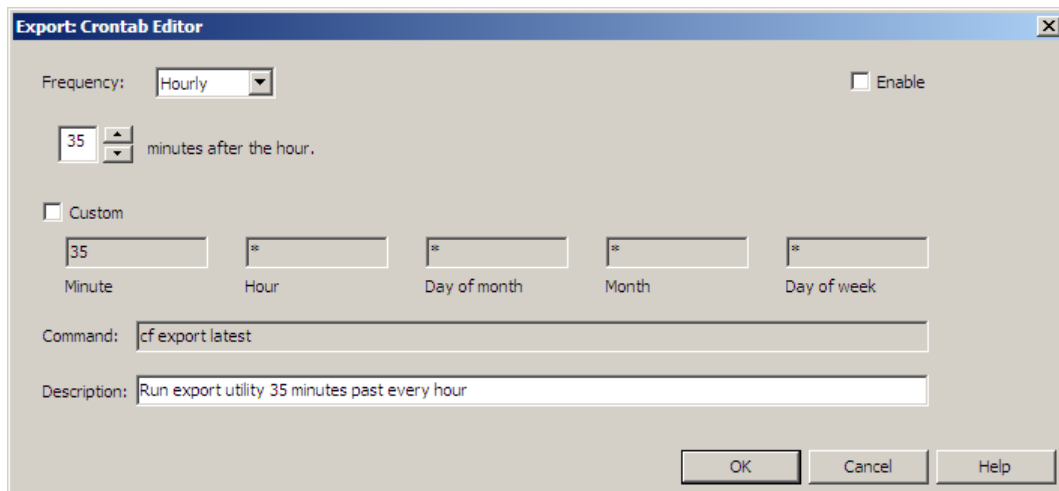 Export: Crontab Editor
Frequency: Hourly Enable
35 minutes after the hour.
Custom
35 * * * *
Minute Hour Day of month Month Day of week
Command: cf export latest
Description: Run export utility 35 minutes past every hour
OK Cancel Help